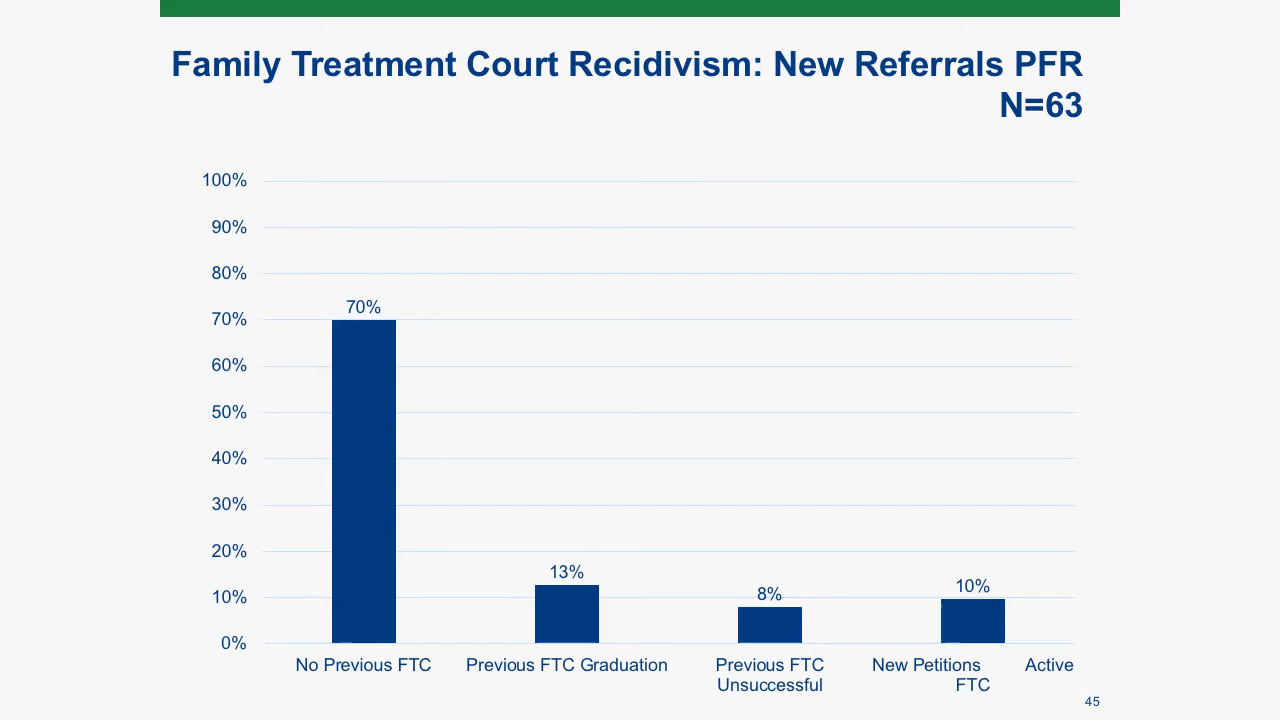 Family Treatment Court Recidivism: New Referrals PFR
N=63
100%
90%
80%
70%
60%
50%
40%
30%
20%
10%
0%
70%
13%
8%
10%
No Previous FTC
Previous FTC Graduation
Previous FTC
Unsuccessful
New Petitions Active
FTC
45